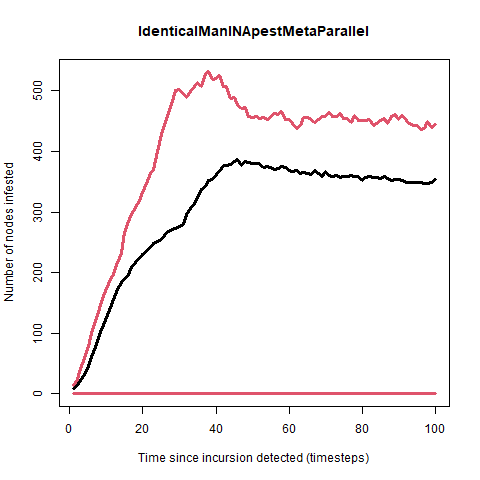 IdenticalManINApestMetaParallel
Number of nodes infested
500
400
300
200
100
0
0 20 40 60 80 100
Time since incursion detected (timesteps)